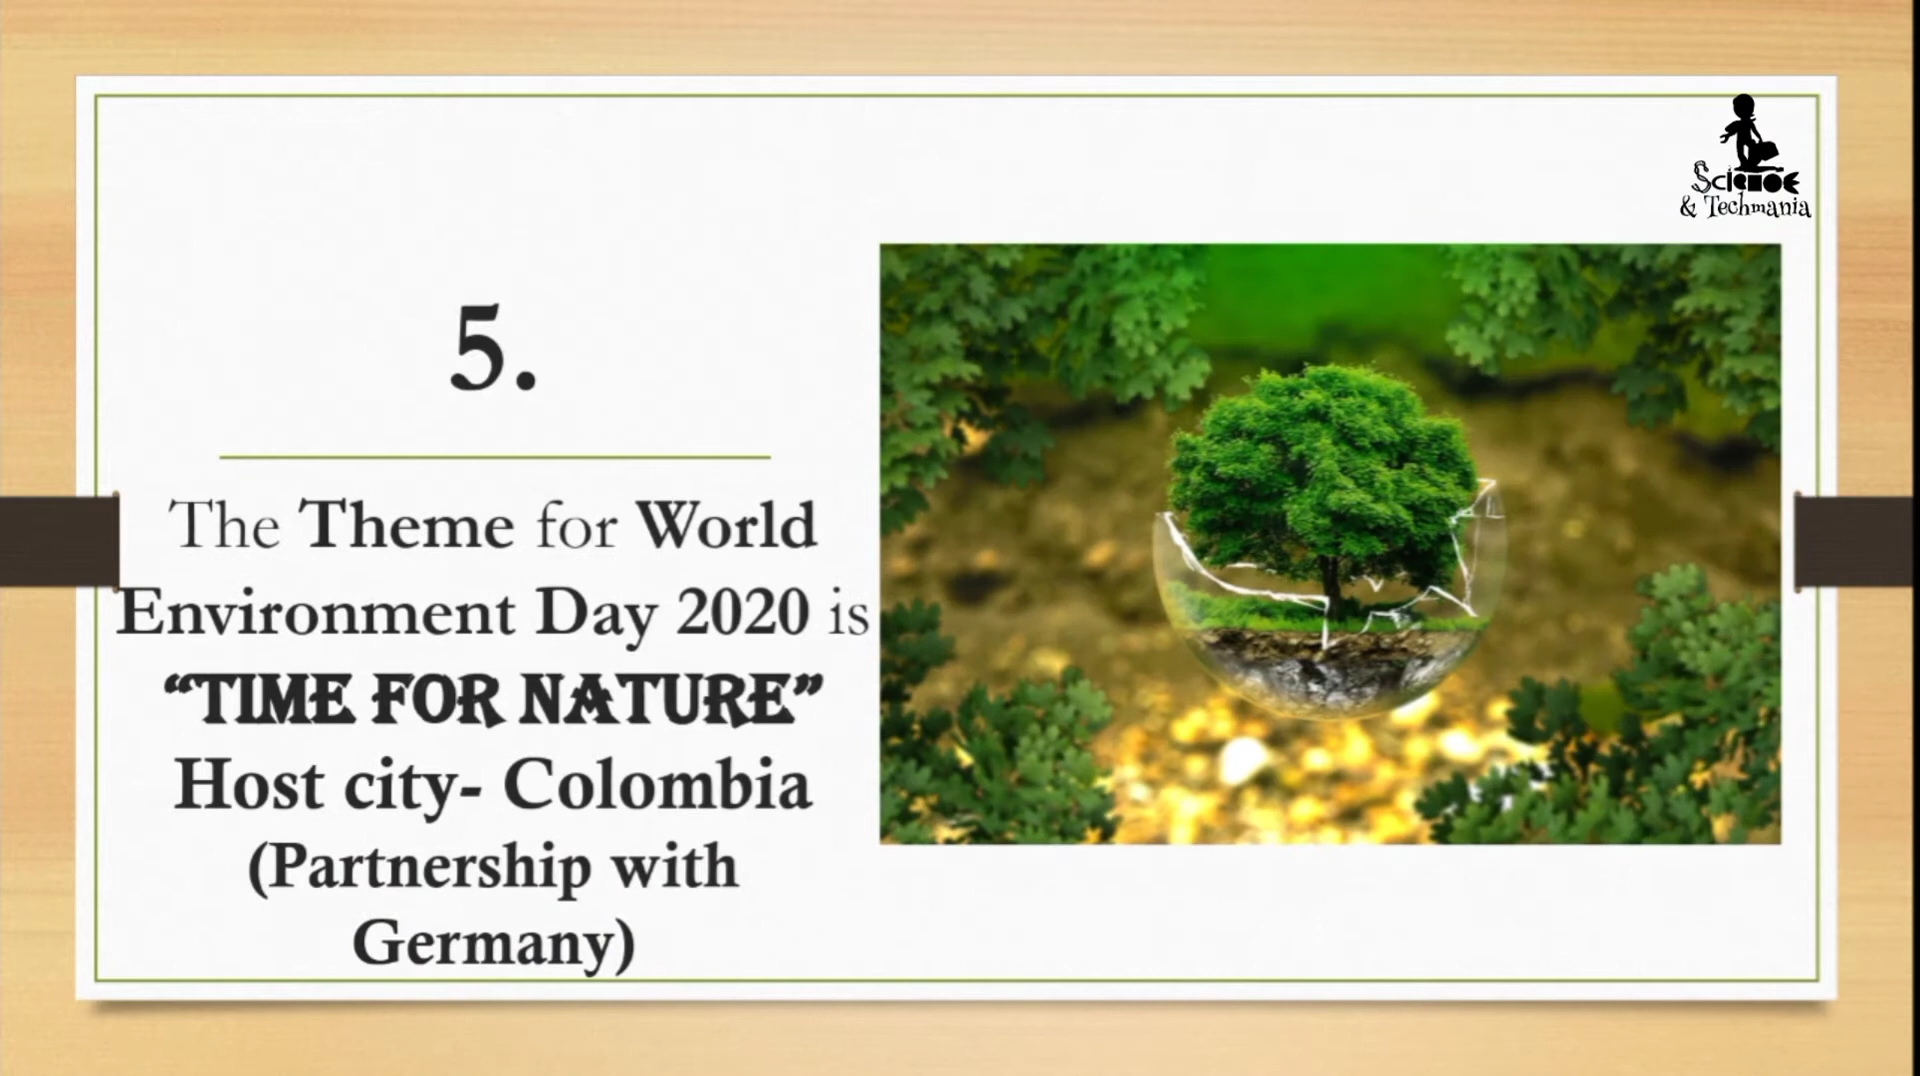 Science
& Techmania
5.
The Theme for World
Environment Day 2020 is
“TIME FOR NATURE”
Host city- Colombia
(Partnership with
Germany)